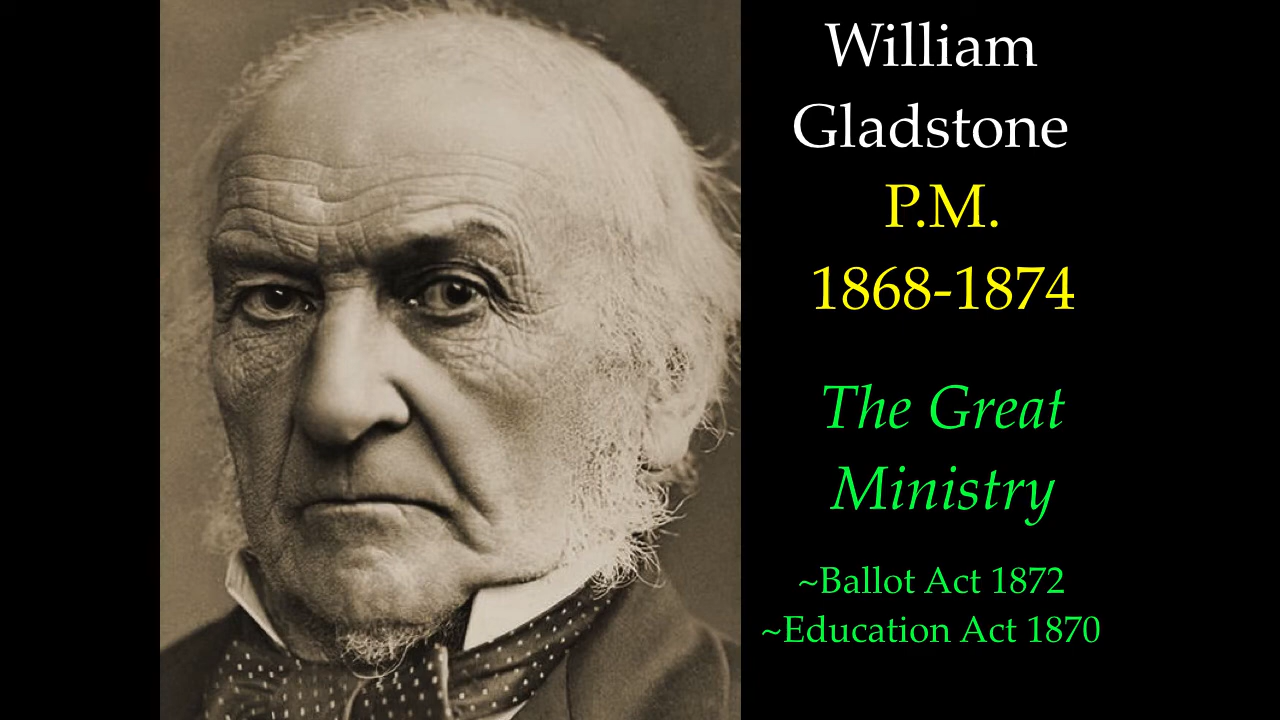 William
Gladstone
P.M.
1868-1874
The Great
Ministry
~Ballot Act 1872
~Education Act 1870